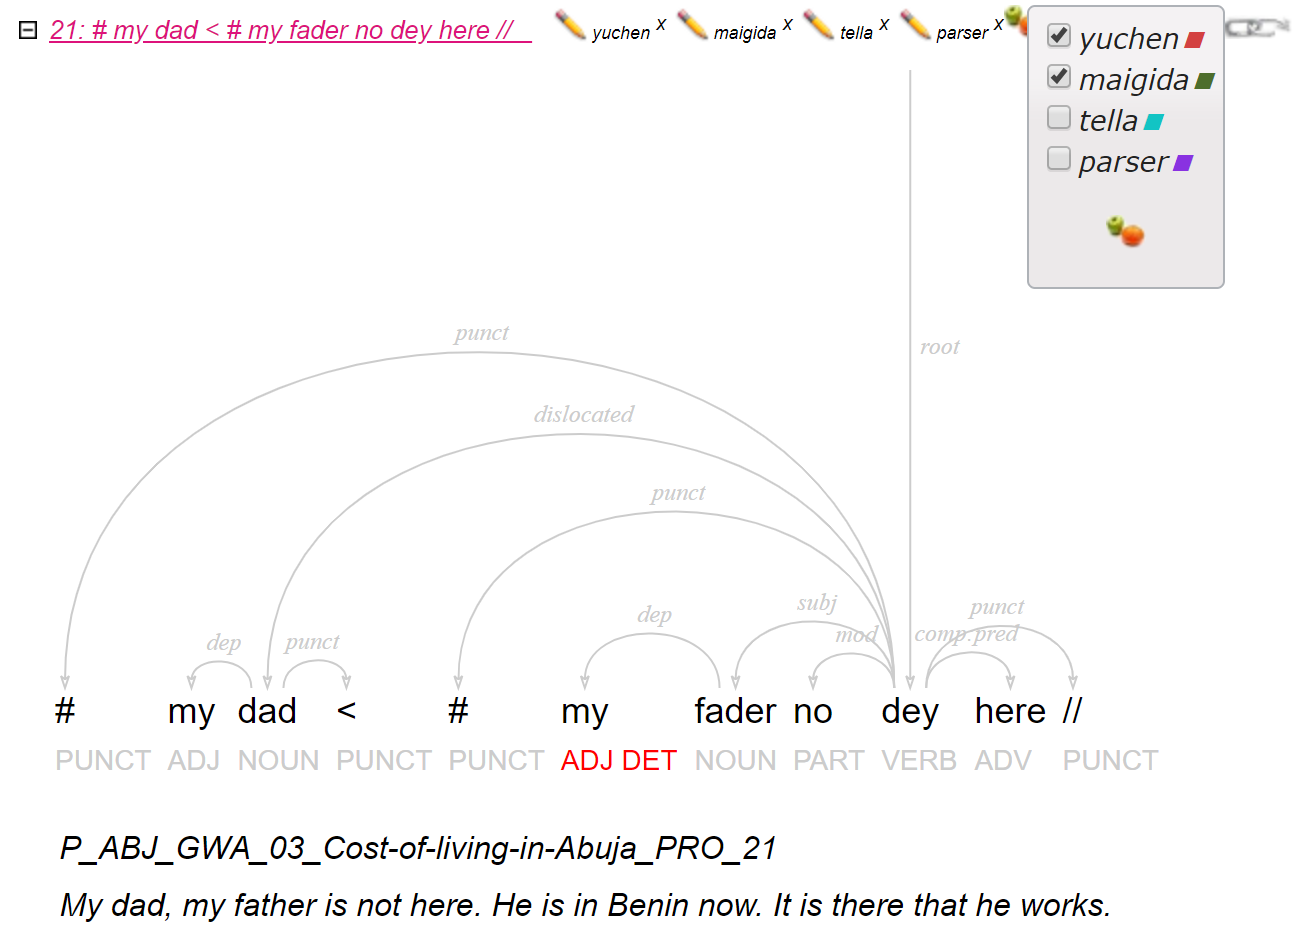 21: # my dad < # my fader no dey here //
yuchen x maigida x tella x parser x
yuchen
maigida
tella
parser
punct
root
dislocated
punct
subj
punct
dep
mod
comp.pred
dep
punct
# my dad < # my fader no dey here //
PUNCT ADJ NOUN PUNCT PUNCT ADJ DET NOUN PART VERB ADV PUNCT
P_ABJ_GWA_03_Cost-of-living-in-Abuja_PRO_21
My dad, my father is not here. He is in Benin now. It is there that he works.